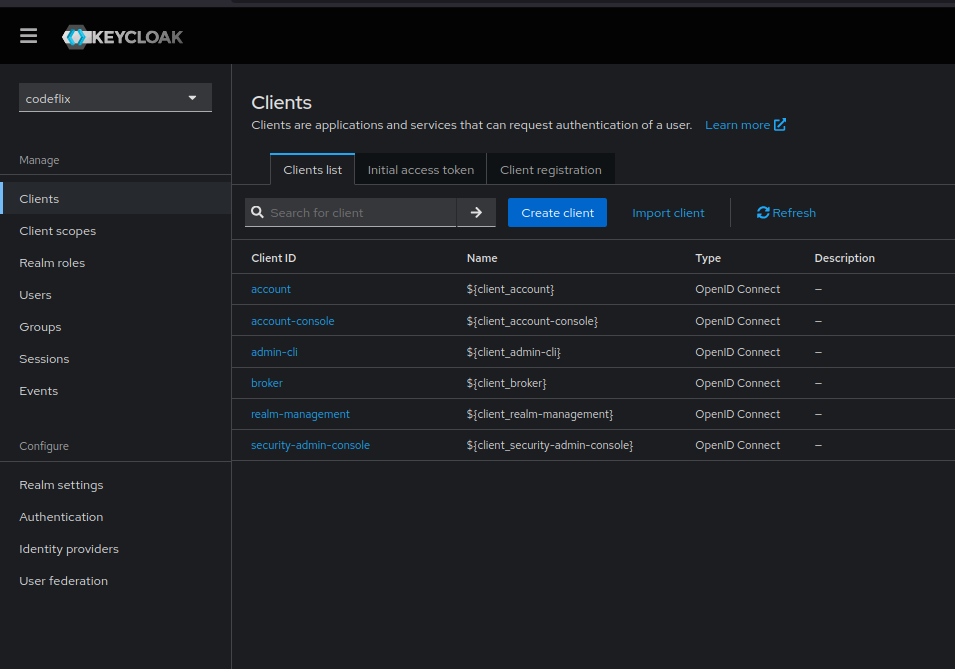 KEYCLOAK
codeflix
Manage
Clients
Client scopes
Realm roles
Users
Groups
Sessions
Events
Configure
Realm settings
Authentication
Identity providers
User federation
Clients
Clients are applications and services that can request authentication of a user. Learn more
Clients list Initial access token Client registration
Search for client Create client Import client Refresh
Client ID Name Type Description
account ${client_account} OpenID Connect –
account-console ${client_account-console} OpenID Connect –
admin-cli ${client_admin-cli} OpenID Connect –
broker ${client_broker} OpenID Connect –
realm-management ${client_realm-management} OpenID Connect –
security-admin-console ${client_security-admin-console} OpenID Connect –